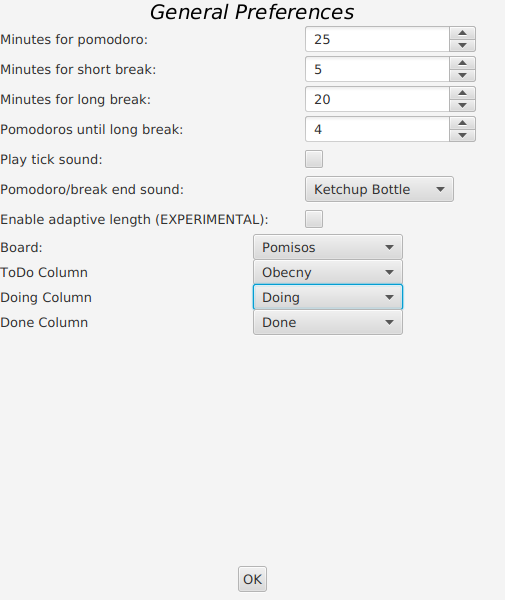 General Preferences
Minutes for pomodoro: 25
Minutes for short break: 5
Minutes for long break: 20
Pomodoros until long break: 4
Play tick sound:
Pomodoro/break end sound: Ketchup Bottle
Enable adaptive length (EXPERIMENTAL):
Board: Pomisos
ToDo Column Obecny
Doing Column Doing
Done Column Done
OK